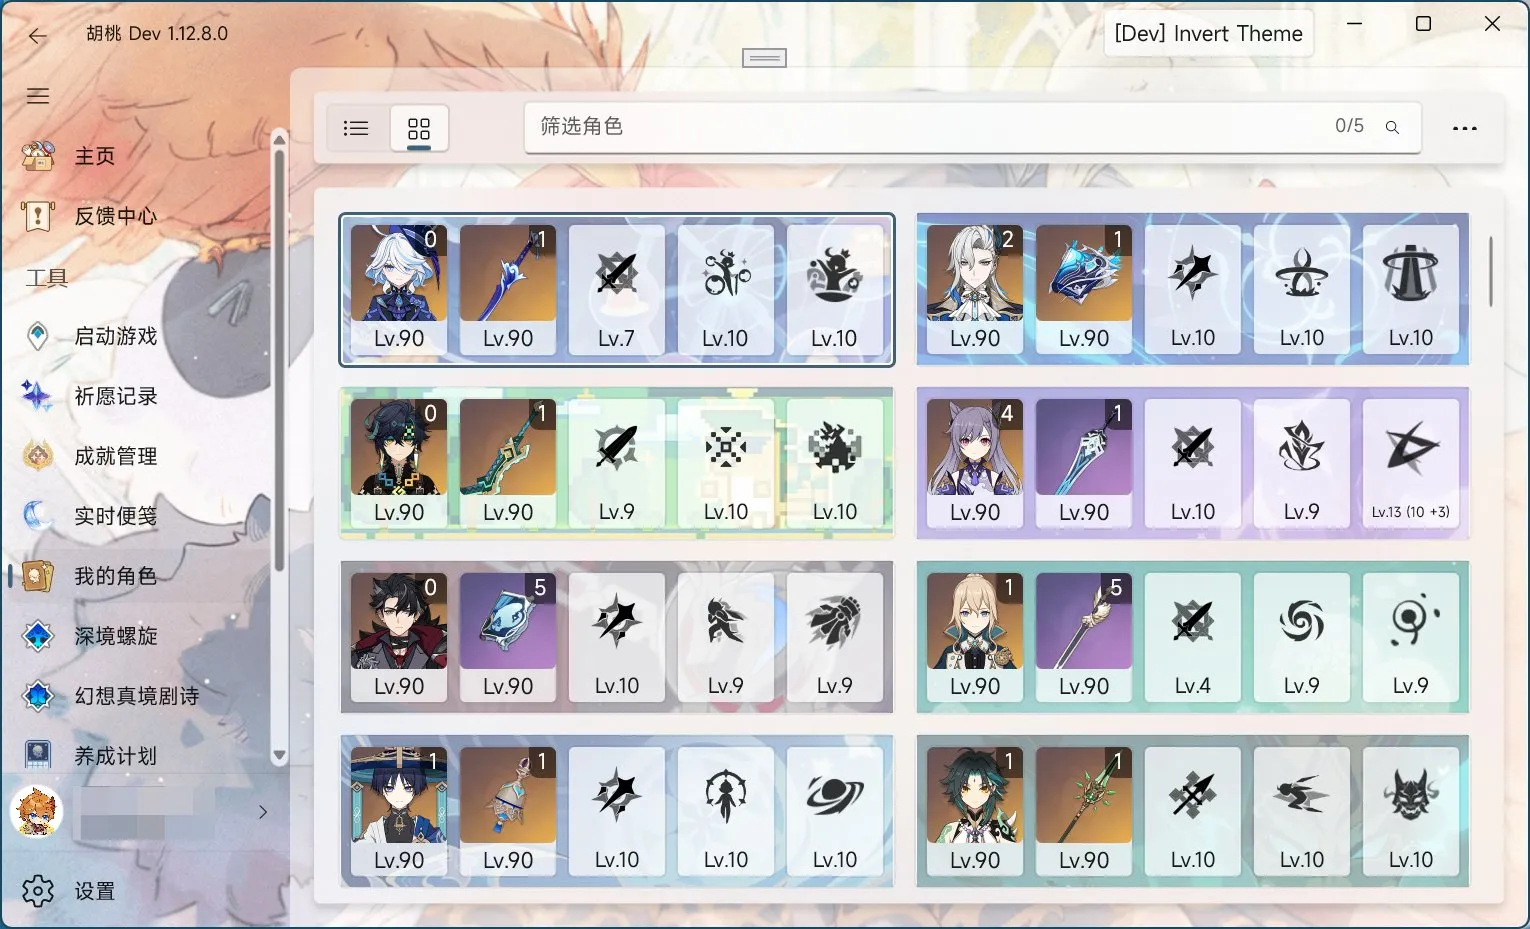 胡桃 Dev 1.12.8.0
[Dev] Invert Theme
主页
反馈中心
工具
启动游戏
祈愿记录
成就管理
实时便笺
我的角色
深境螺旋
幻想真境剧诗
养成计划
设置
筛选角色
0/5
0 1
Lv.90 Lv.90 Lv.7 Lv.10 Lv.10
2 1
Lv.90 Lv.90 Lv.10 Lv.10 Lv.10
0 1
Lv.90 Lv.90 Lv.9 Lv.10 Lv.10
4 1
Lv.90 Lv.90 Lv.10 Lv.9 Lv.13 (10 +3)
0 5
Lv.90 Lv.90 Lv.10 Lv.9 Lv.9
1 5
Lv.90 Lv.90 Lv.4 Lv.9 Lv.9
1 1
Lv.90 Lv.90 Lv.10 Lv.10 Lv.10
1 1
Lv.90 Lv.90 Lv.10 Lv.10 Lv.10